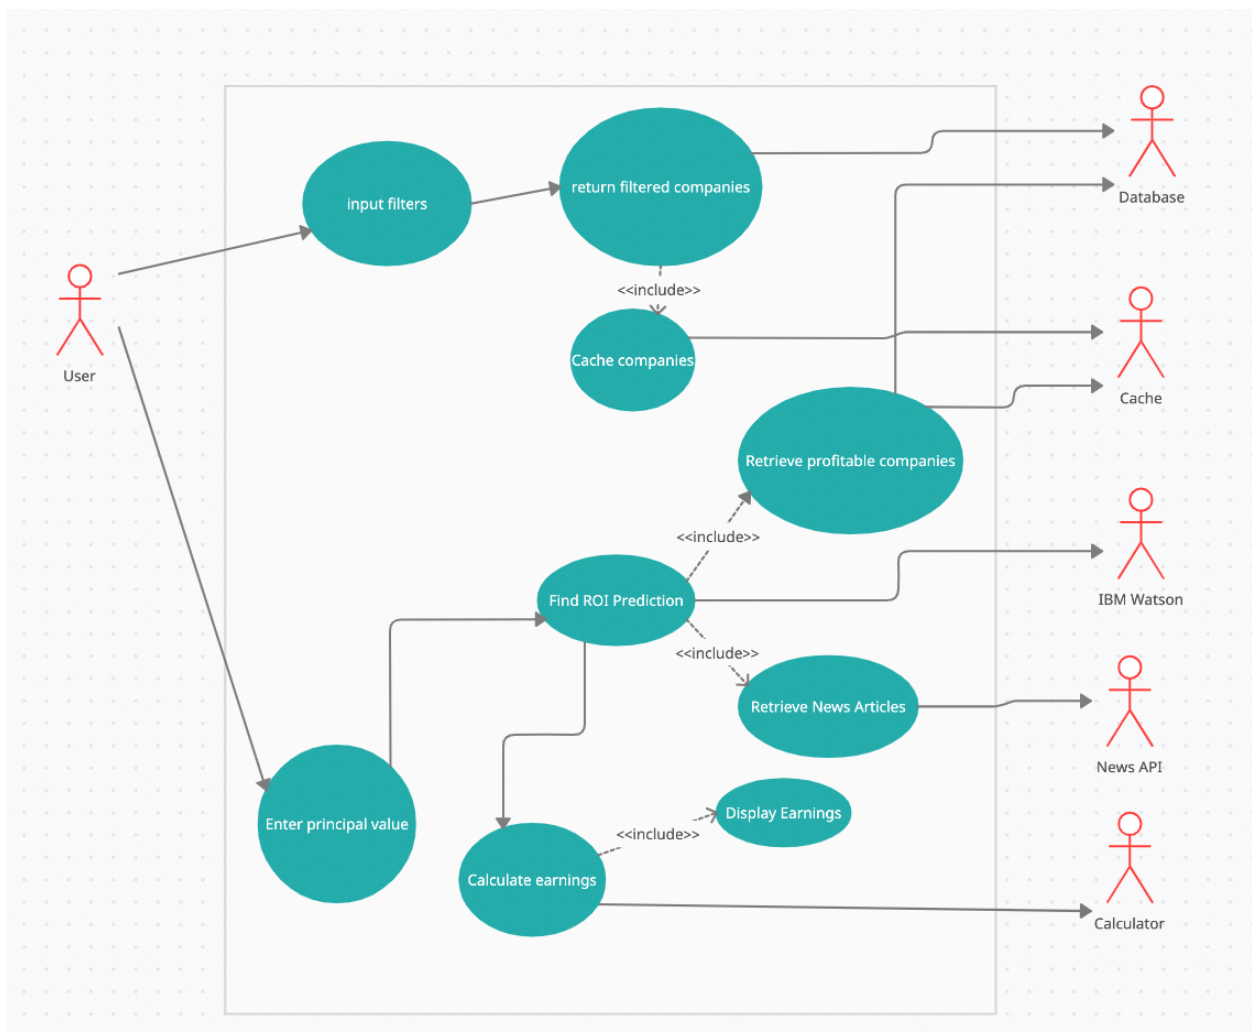 input filters
return filtered companies
Database
<<include>>
User
Cache companies
Cache
Retrieve profitable companies
<<include>>
Find ROI Prediction
IBM Watson
<<include>>
Retrieve News Articles
News API
Enter principal value
Display Earnings
<<include>>
Calculate earnings
Calculator